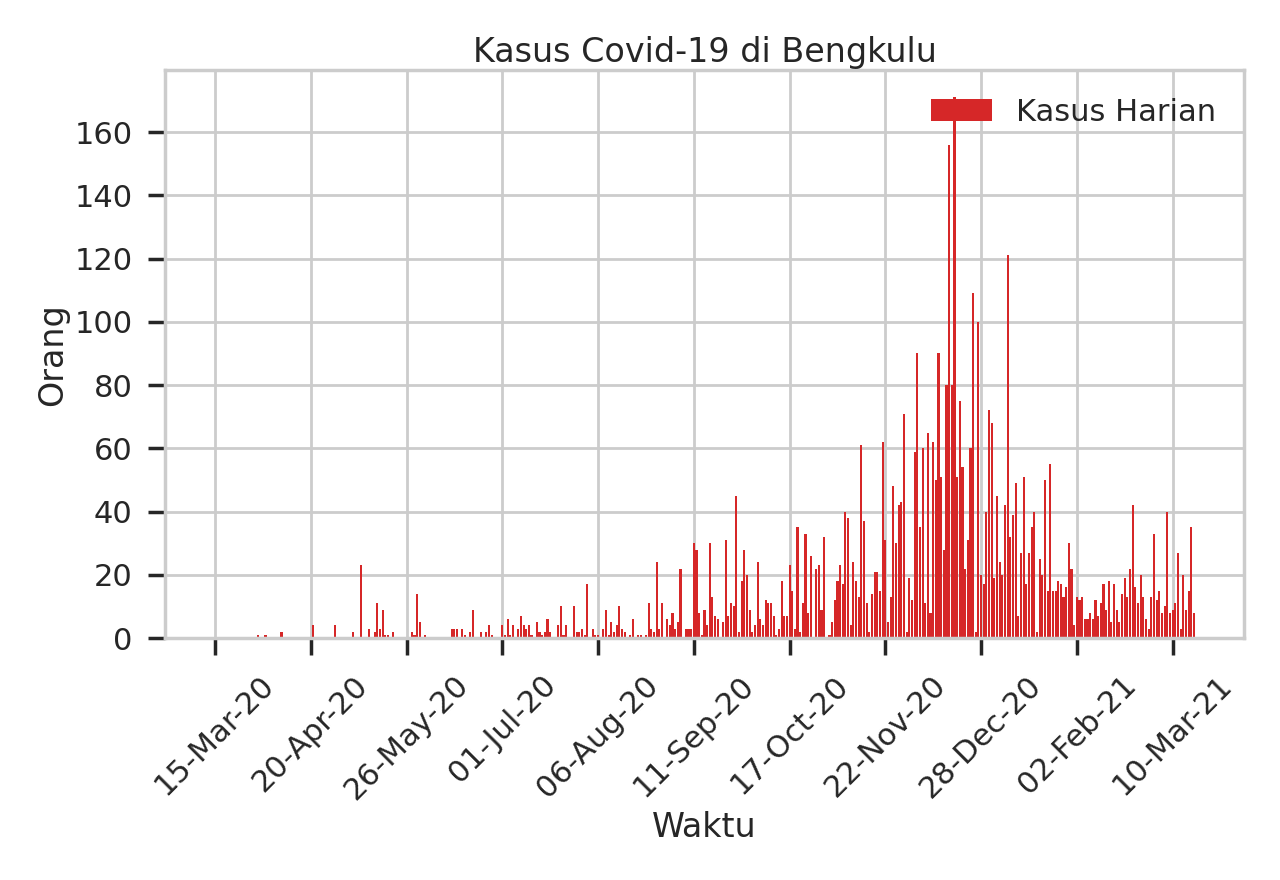 Kasus Covid-19 di Bengkulu
Kasus Harian
Orang
160
140
120
100
80
60
40
20
0
15-Mar-20
20-Apr-20
26-May-20
01-Jul-20
06-Aug-20
11-Sep-20
17-Oct-20
22-Nov-20
28-Dec-20
02-Feb-21
10-Mar-21
Waktu